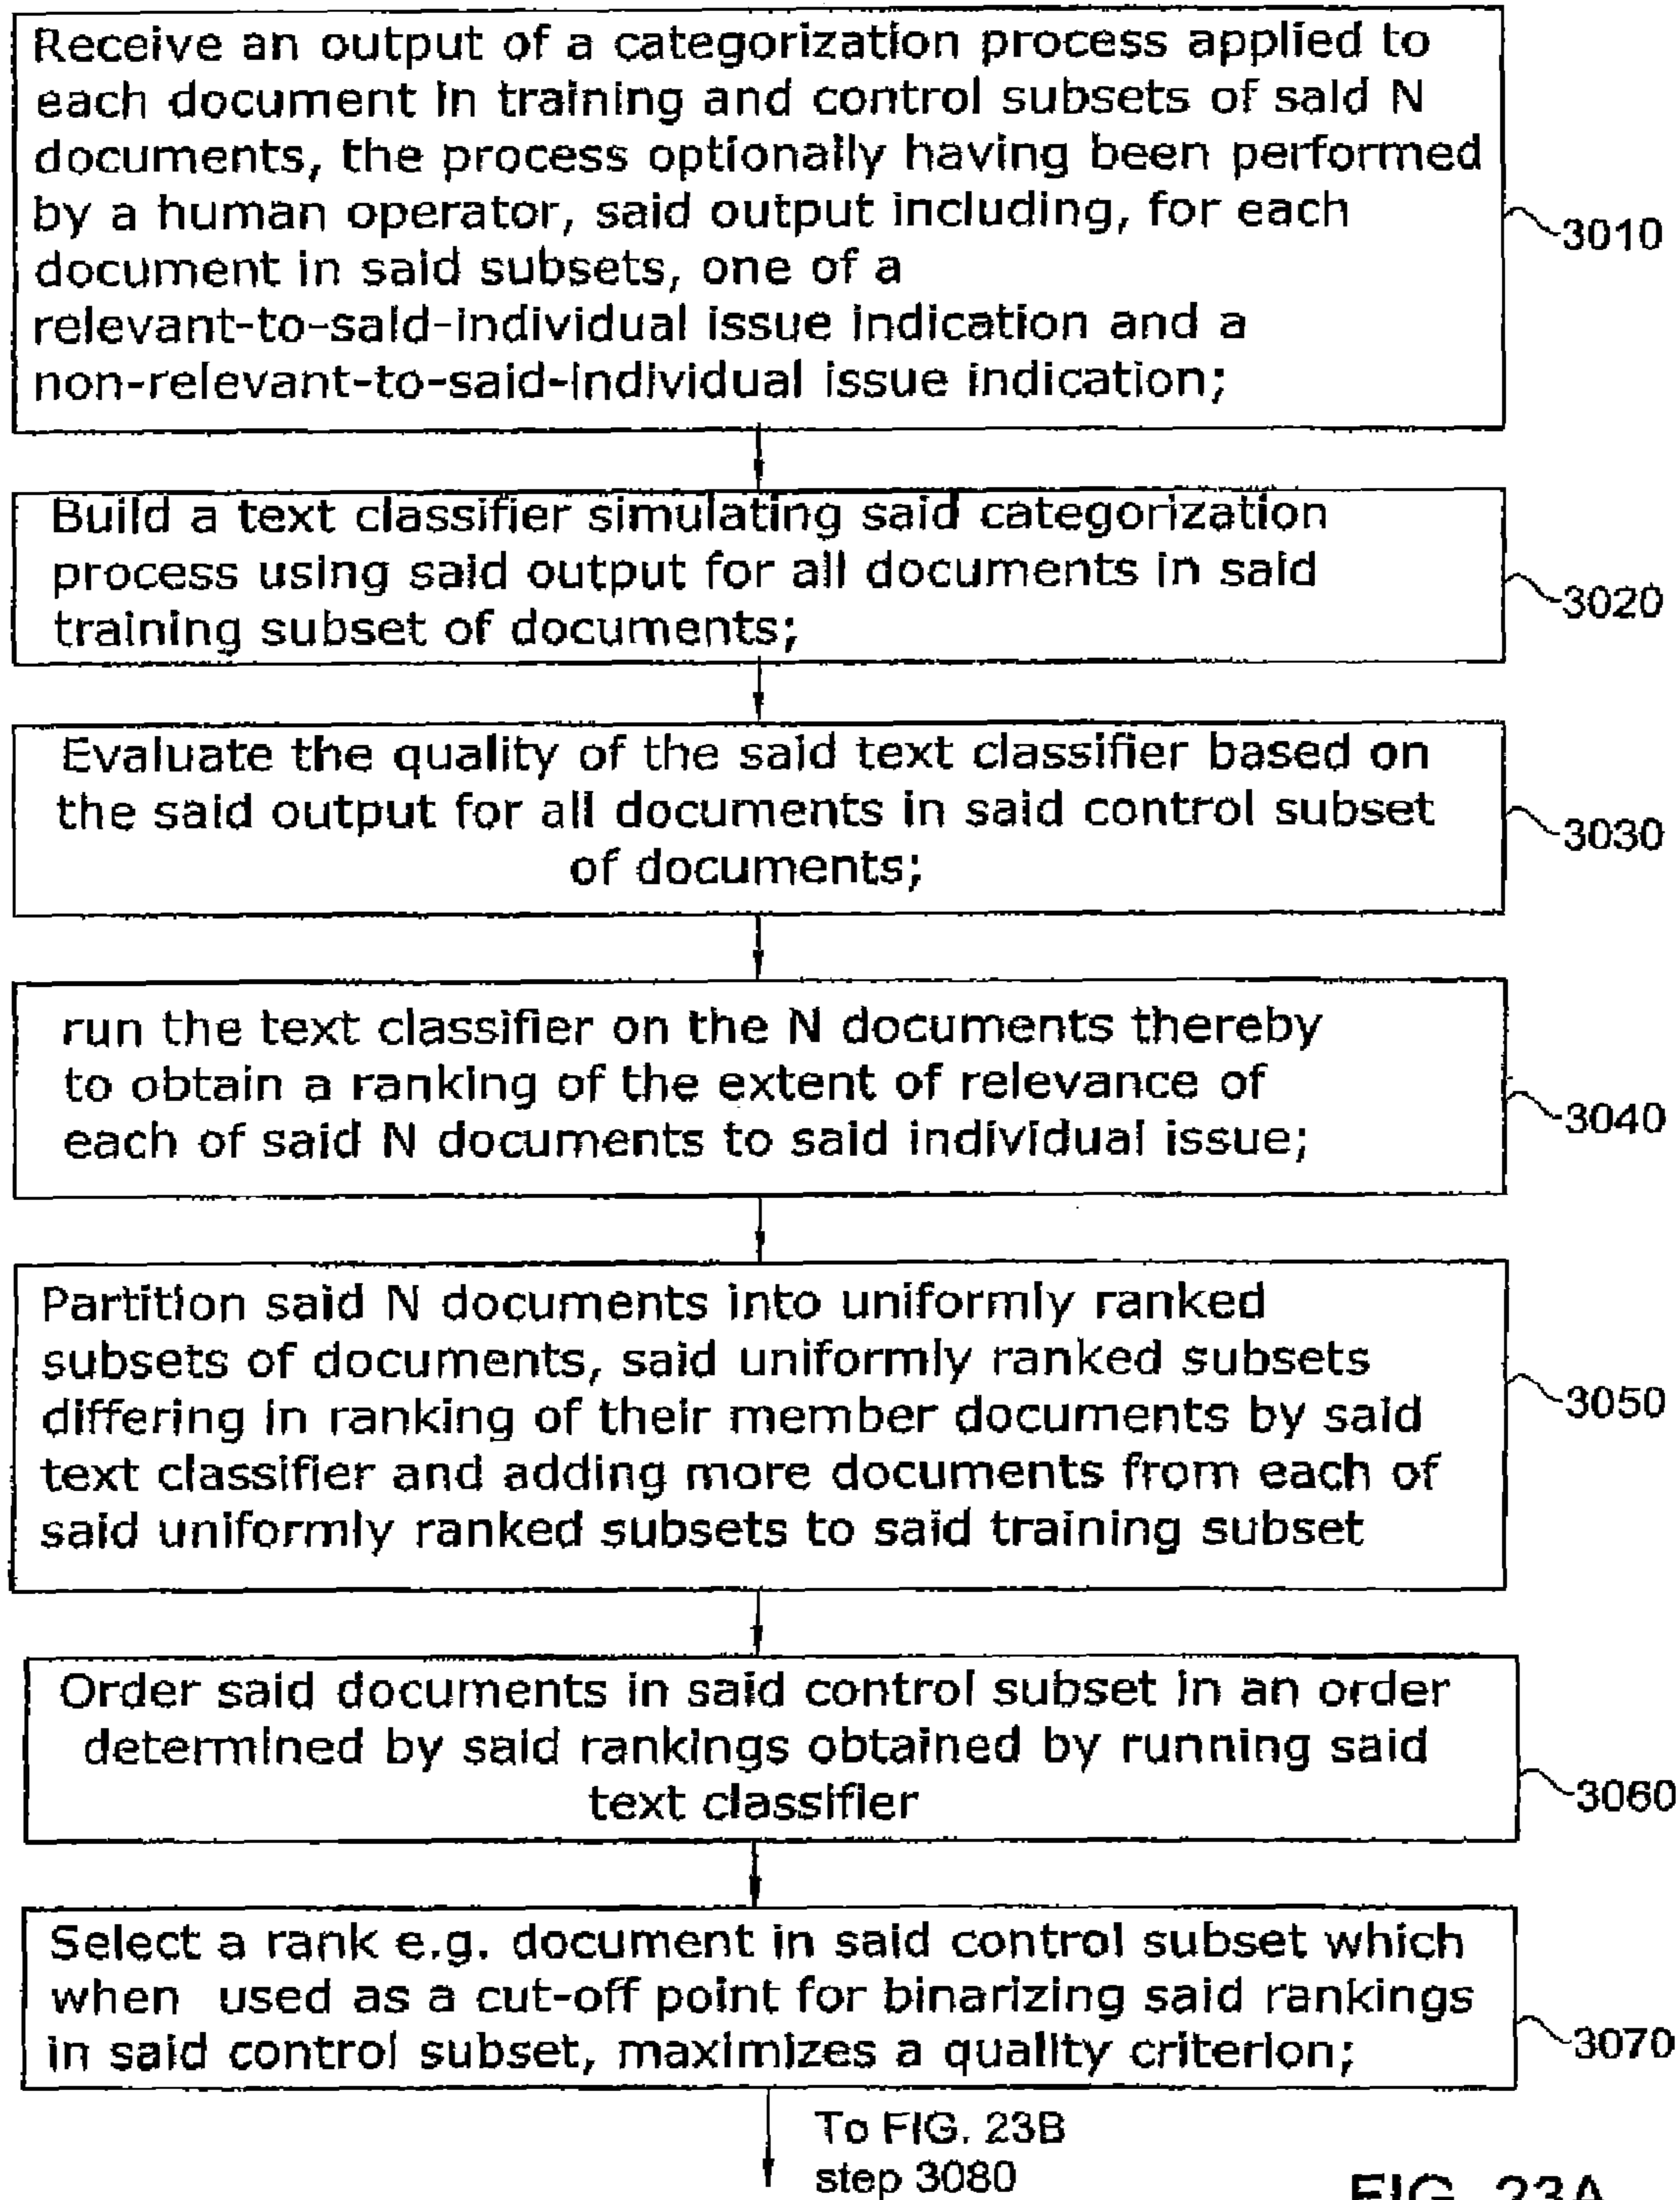 Receive an output of a categorization process applied to
each document in training and control subsets of said N
documents, the process optionally having been performed
by a human operator, said output including, for each
document in said subsets, one of a
relevant-to-said-individual issue indication and a
non-relevant-to-said-individual issue indication;
3010
Build a text classifier simulating said categorization
process using said output for all documents in said
training subset of documents;
3020
Evaluate the quality of the said text classifier based on
the said output for all documents in said control subset
of documents;
3030
run the text classifier on the N documents thereby
to obtain a ranking of the extent of relevance of
each of said N documents to said individual issue;
3040
Partition said N documents into uniformly ranked
subsets of documents, said uniformly ranked subsets
differing in ranking of their member documents by said
text classifier and adding more documents from each of
said uniformly ranked subsets to said training subset
3050
Order said documents in said control subset in an order
determined by said rankings obtained by running said
text classifier
3060
Select a rank e.g. document in said control subset which
when used as a cut-off point for binarizing said rankings
in said control subset, maximizes a quality criterion;
3070
To FIG. 23B
step 3080
FIG. 23A